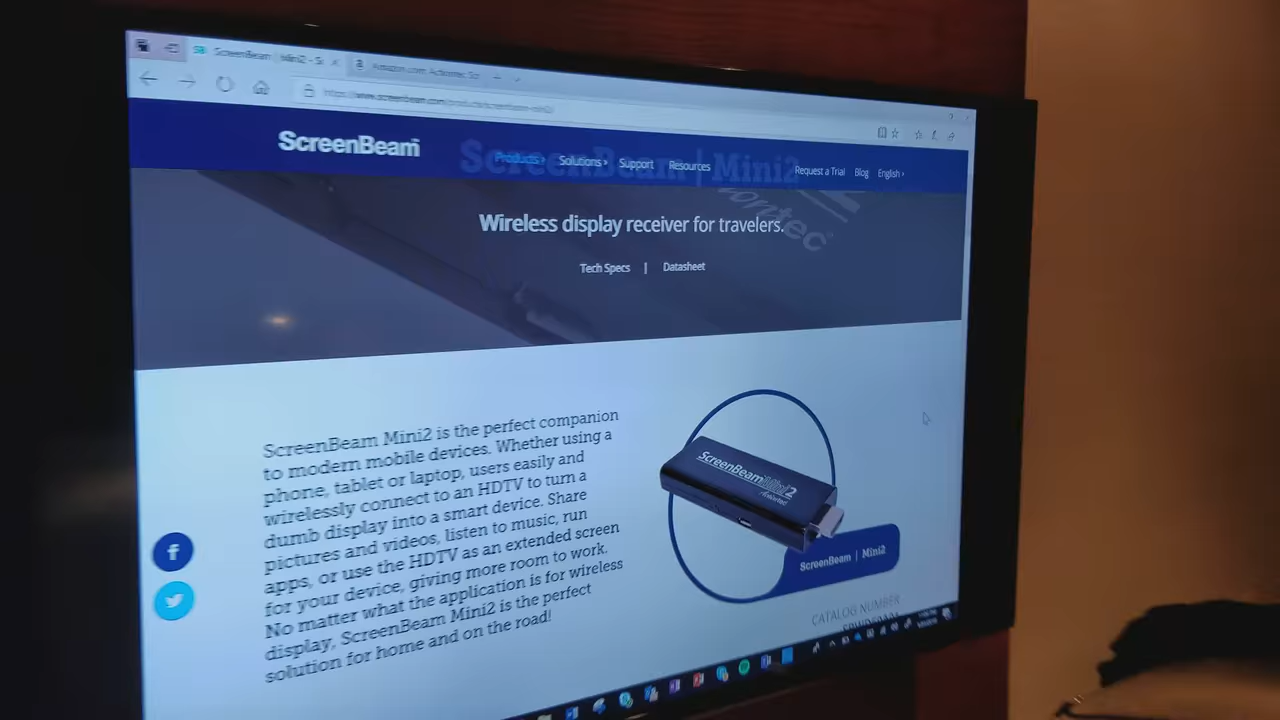 ScreenBeam | Mini2 - Sc
Amazon.com: Actiontec Sc
https://www.screenbeam.com/products/screenbeam-mini2/
ScreenBeam
Products ›
Solutions ›
Support
Resources
Request a Trial
Blog
English ›
ScreenBeam | Mini2
Wireless display receiver for travelers.
Tech Specs | Datasheet
ScreenBeam Mini2 is the perfect companion
to modern mobile devices. Whether using a
phone, tablet or laptop, users easily and
wirelessly connect to an HDTV to turn a
dumb display into a smart device. Share
pictures and videos, listen to music, run
apps, or use the HDTV as an extended screen
for your device, giving more room to work.
No matter what the application is for wireless
display, ScreenBeam Mini2 is the perfect
solution for home and on the road!
ScreenBeam Mini2
Actiontec
ScreenBeam | Mini2
CATALOG NUMBER